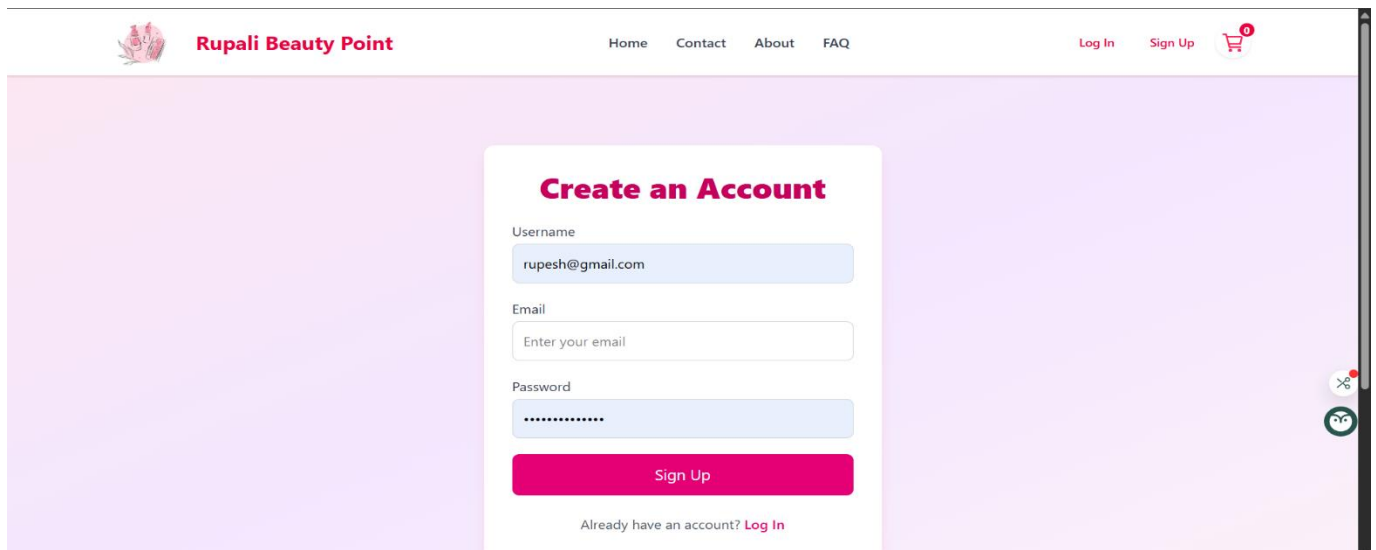 Rupali Beauty Point
Home Contact About FAQ
Log In Sign Up 0
Create an Account
Username
rupesh@gmail.com
Email
Enter your email
Password
••••••••••••••
Sign Up
Already have an account? Log In